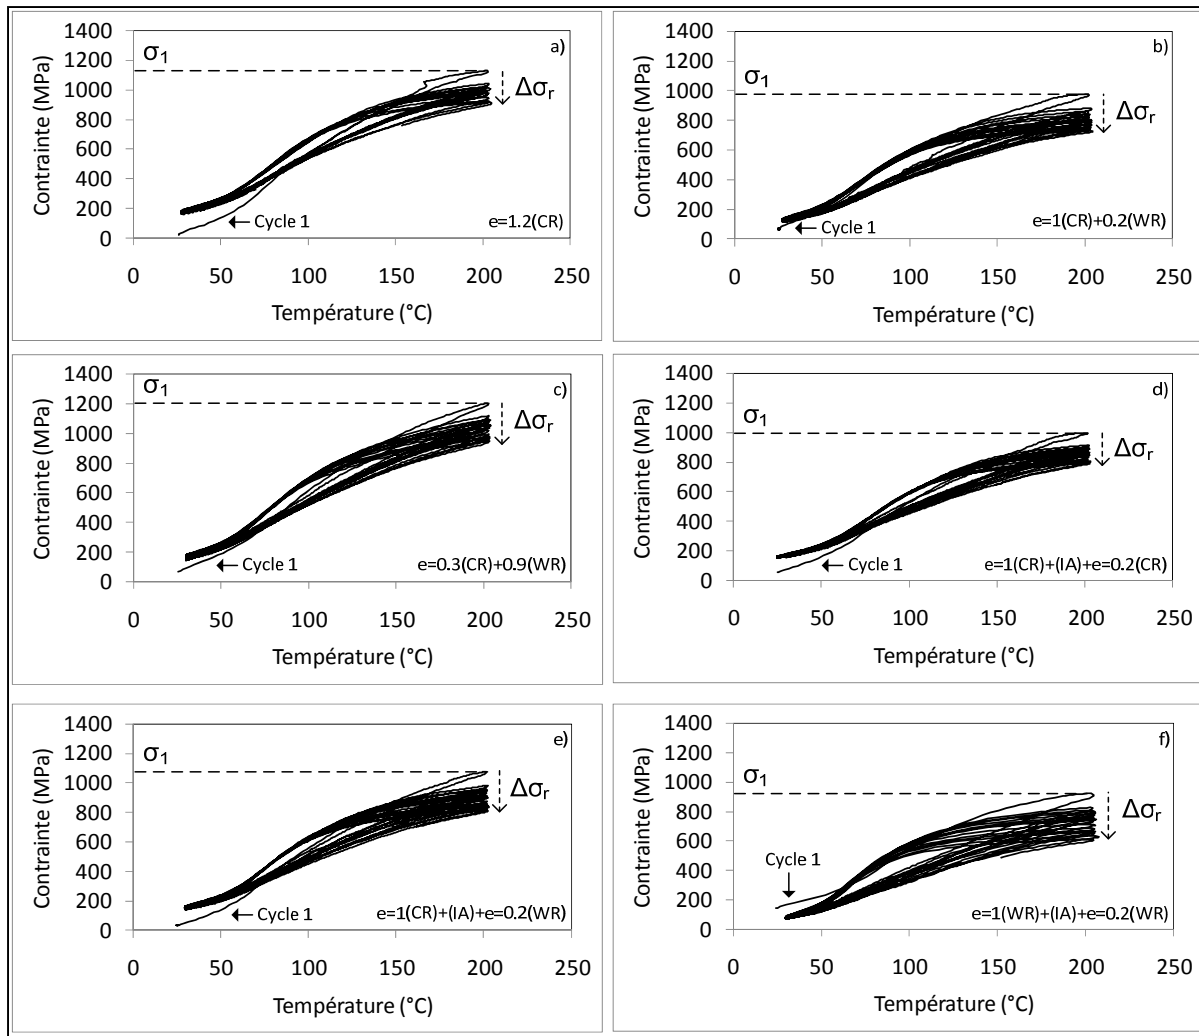 a)
Contrainte (MPa)
1400
1200
1000
800
600
400
200
0
σ1
Δσr
Cycle 1
e=1.2(CR)
0 50 100 150 200 250
Température (°C)
b)
Contrainte (MPa)
1400
1200
1000
800
600
400
200
0
σ1
Δσr
Cycle 1
e=1(CR)+0.2(WR)
0 50 100 150 200 250
Température (°C)
c)
Contrainte (MPa)
1400
1200
1000
800
600
400
200
0
σ1
Δσr
Cycle 1
e=0.3(CR)+0.9(WR)
0 50 100 150 200 250
Température (°C)
d)
Contrainte (MPa)
1400
1200
1000
800
600
400
200
0
σ1
Δσr
Cycle 1
e=1(CR)+(IA)+e=0.2(CR)
0 50 100 150 200 250
Température (°C)
e)
Contrainte (MPa)
1400
1200
1000
800
600
400
200
0
σ1
Δσr
Cycle 1
e=1(CR)+(IA)+e=0.2(WR)
0 50 100 150 200 250
Température (°C)
f)
Contrainte (MPa)
1400
1200
1000
800
600
400
200
0
σ1
Δσr
Cycle 1
e=1(WR)+(IA)+e=0.2(WR)
0 50 100 150 200 250
Température (°C)